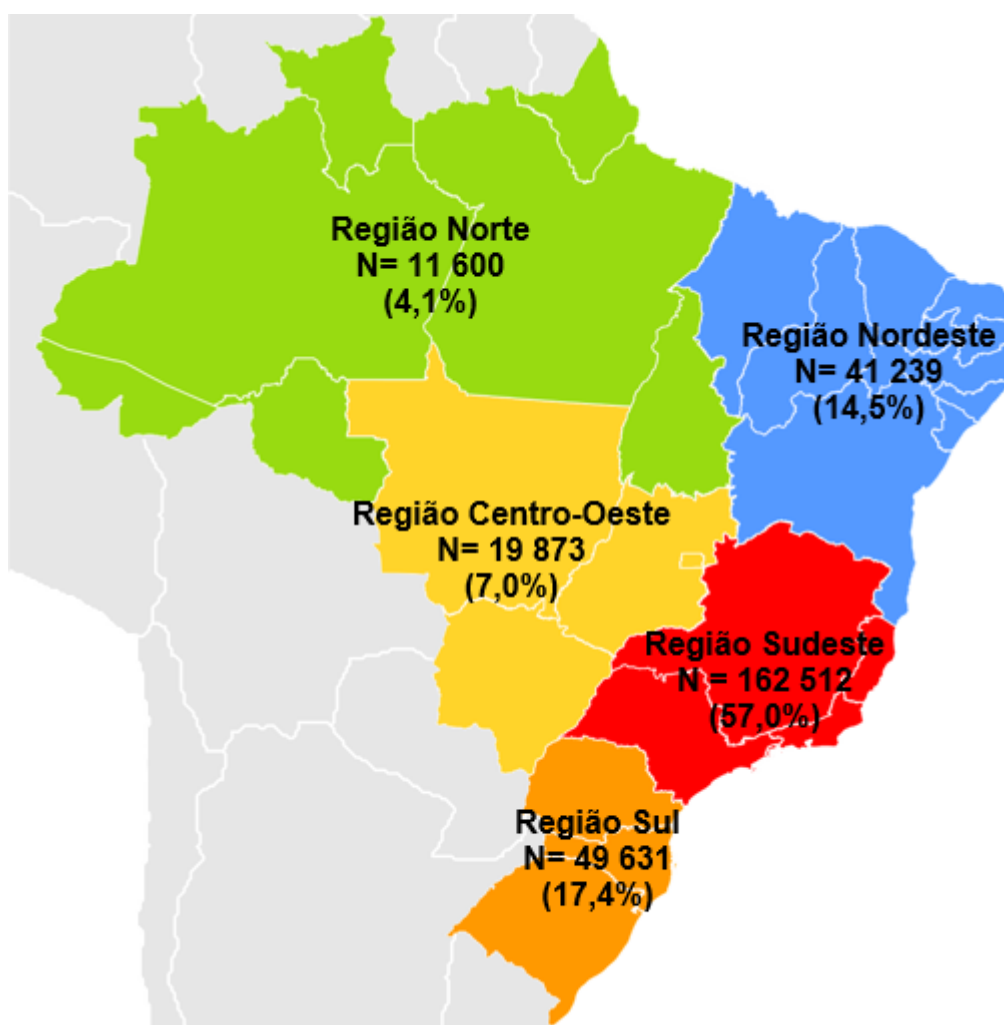 Região Norte
N= 11 600
(4,1%)
Região Nordeste
N= 41 239
(14,5%)
Região Centro-Oeste
N= 19 873
(7,0%)
Região Sudeste
N = 162 512
(57,0%)
Região Sul
N= 49 631
(17,4%)